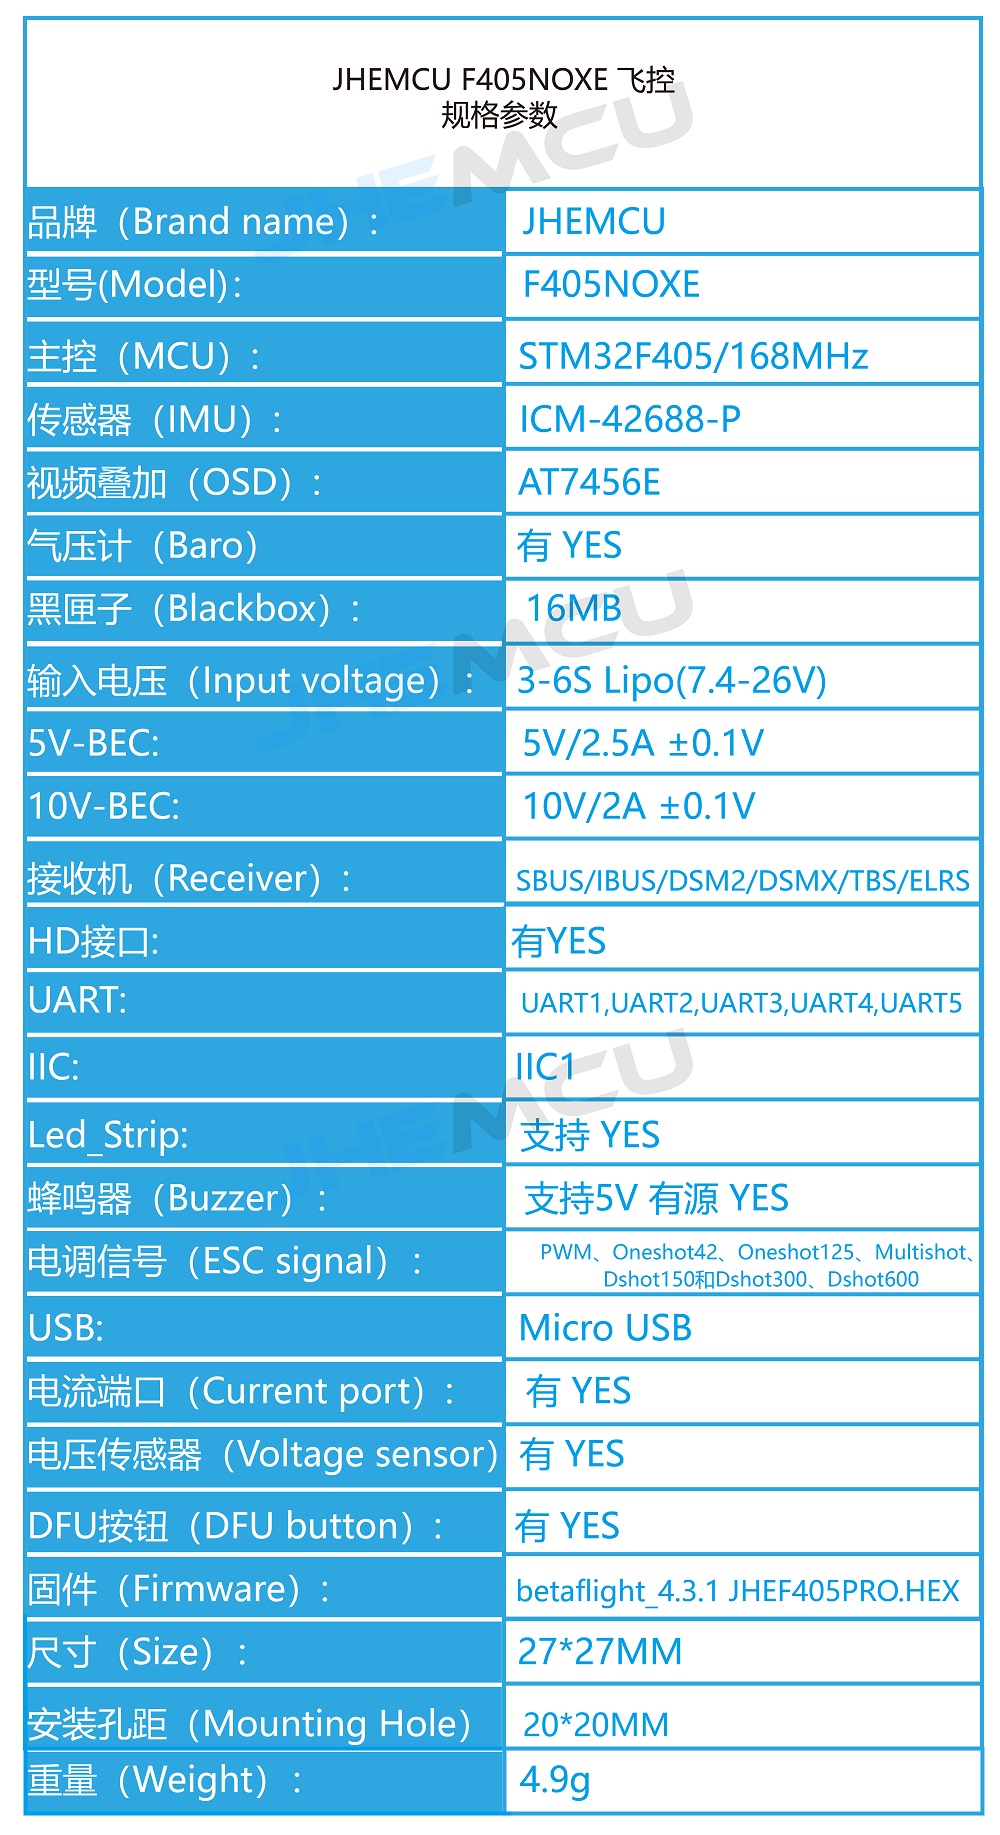 JHEMCU F405NOXE 飞控
规格参数
JHEMCU
品牌（Brand name）:
JHEMCU
型号(Model):
F405NOXE
主控（MCU）:
STM32F405/168MHz
传感器（IMU）:
ICM-42688-P
视频叠加（OSD）:
AT7456E
气压计（Baro）
有 YES
黑匣子（Blackbox）:
16MB
JHEMCU
输入电压（Input voltage）:
3-6S Lipo(7.4-26V)
5V-BEC:
5V/2.5A ±0.1V
10V-BEC:
10V/2A ±0.1V
接收机（Receiver）:
SBUS/IBUS/DSM2/DSMX/TBS/ELRS
HD接口:
有YES
UART:
UART1,UART2,UART3,UART4,UART5
IIC:
IIC1
JHEMCU
Led_Strip:
支持 YES
蜂鸣器（Buzzer）:
支持5V 有源 YES
电调信号（ESC signal）:
PWM、Oneshot42、Oneshot125、Multishot、
Dshot150和Dshot300、Dshot600
USB:
Micro USB
电流端口（Current port）:
有 YES
电压传感器（Voltage sensor）
有 YES
DFU按钮（DFU button）:
有 YES
固件（Firmware）:
betaflight_4.3.1 JHEF405PRO.HEX
尺寸（Size）:
27*27MM
安装孔距（Mounting Hole）
20*20MM
重量（Weight）:
4.9g